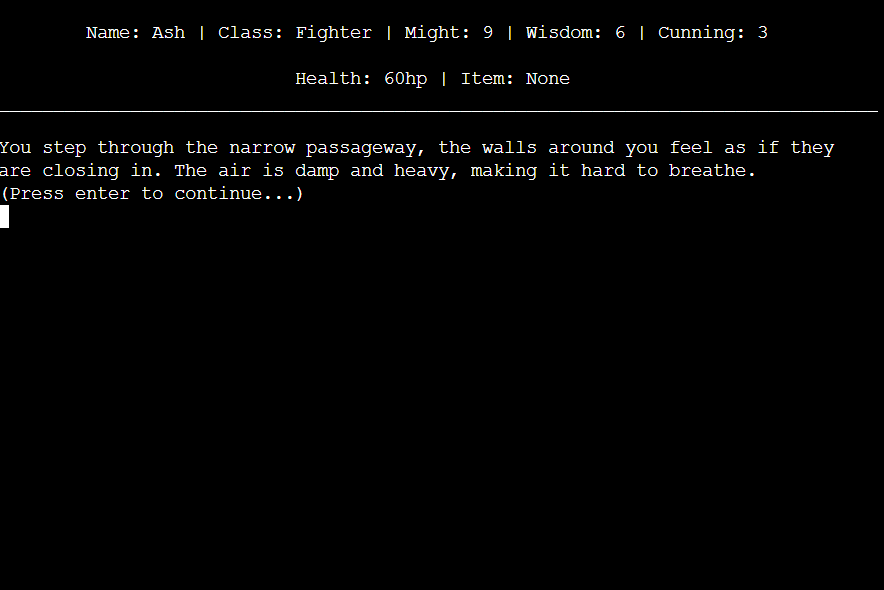 Name: Ash | Class: Fighter | Might: 9 | Wisdom: 6 | Cunning: 3
Health: 60hp | Item: None
You step through the narrow passageway, the walls around you feel as if they
are closing in. The air is damp and heavy, making it hard to breathe.
(Press enter to continue...)